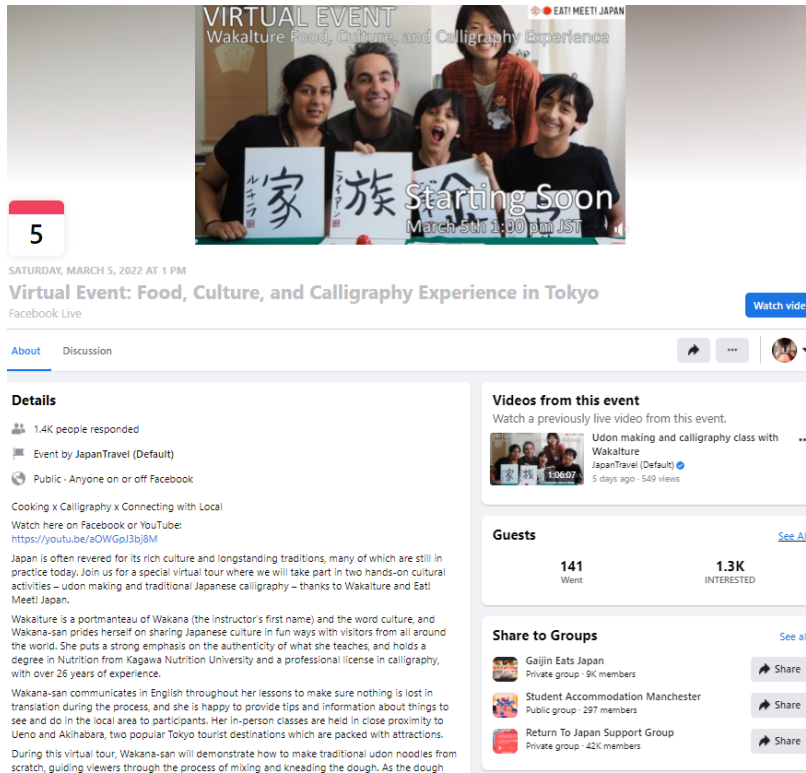 VIRTUAL EVENT
EAT! MEET! JAPAN
Wakalture Food, Culture, and Calligraphy Experience
ルチラ
家
ライアン
族
Starting Soon
March 5th 1:00 pm JST
5
SATURDAY, MARCH 5, 2022 AT 1 PM
Virtual Event: Food, Culture, and Calligraphy Experience in Tokyo
Facebook Live
Watch vide
About
Discussion
Details
1.4K people responded
Event by JapanTravel (Default)
Public · Anyone on or off Facebook
Cooking x Calligraphy x Connecting with Local
Watch here on Facebook or YouTube:
https://youtu.be/aOWGpJ3bj8M
Japan is often revered for its rich culture and longstanding traditions, many of which are still in
practice today. Join us for a special virtual tour where we will take part in two hands-on cultural
activities – udon making and traditional Japanese calligraphy – thanks to Wakalture and Eat!
Meet! Japan.
Wakalture is a portmanteau of Wakana (the instructor's first name) and the word culture, and
Wakana-san prides herself on sharing Japanese culture in fun ways with visitors from all around
the world. She puts a strong emphasis on the authenticity of what she teaches, and holds a
degree in Nutrition from Kagawa Nutrition University and a professional license in calligraphy,
with over 26 years of experience.
Wakana-san communicates in English throughout her lessons to make sure nothing is lost in
translation during the process, and she is happy to provide tips and information about things to
see and do in the local area to participants. Her in-person classes are held in close proximity to
Ueno and Akihabara, two popular Tokyo tourist destinations which are packed with attractions.
During this virtual tour, Wakana-san will demonstrate how to make traditional udon noodles from
scratch, guiding viewers through the process of mixing and kneading the dough. As the dough
Videos from this event
Watch a previously live video from this event.
1:06:07
Udon making and calligraphy class with
Wakalture
JapanTravel (Default)
5 days ago · 549 views
Guests
See Al
141
Went
1.3K
INTERESTED
Share to Groups
See al
Gaijin Eats Japan
Private group · 9K members
Share
Student Accommodation Manchester
Public group · 297 members
Share
Return To Japan Support Group
Private group · 42K members
Share